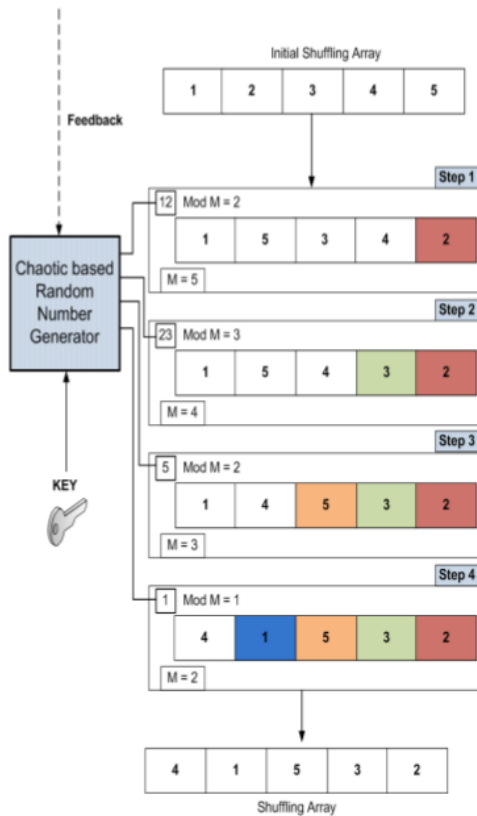 Initial Shuffling Array
1 2 3 4 5
Feedback
Step 1
12 Mod M = 2
1 5 3 4 2
M = 5
Chaotic based
Random
Number
Generator
Step 2
23 Mod M = 3
1 5 4 3 2
M = 4
Step 3
5 Mod M = 2
1 4 5 3 2
M = 3
KEY
Step 4
1 Mod M = 1
4 1 5 3 2
M = 2
4 1 5 3 2
Shuffling Array